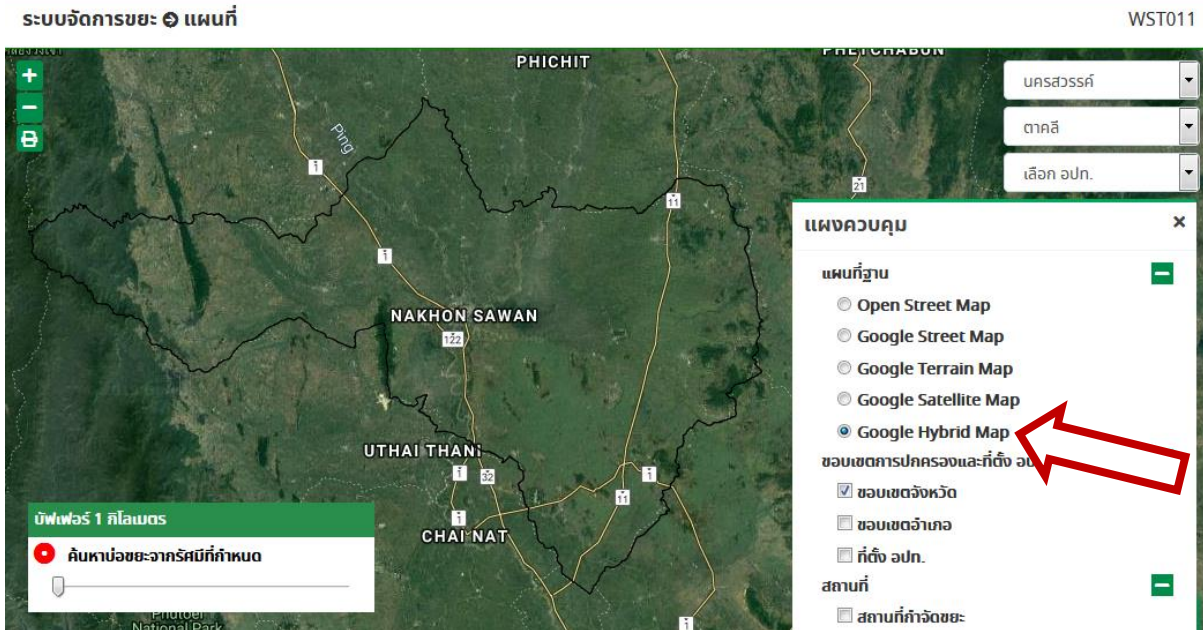 ระบบจัดการขยะ แผนที่
WST011
PHICHIT
PHETCHABUN
Ping
1
21
11
1
NAKHON SAWAN
122
UTHAI THANI
1
32
1
11
1
CHAI NAT
1
Phutoei
National Park
นครสวรรค์
ตาคลี
เลือก อปท.
แผงควบคุม
แผนที่ฐาน
Open Street Map
Google Street Map
Google Terrain Map
Google Satellite Map
Google Hybrid Map
ขอบเขตการปกครองและที่ตั้ง
ขอบเขตจังหวัด
ขอบเขตอำเภอ
ที่ตั้ง อปท.
สถานที่
สถานที่กำจัดขยะ
บัฟเฟอร์ 1 กิโลเมตร
ค้นหาบ่อขยะจากรัศมีที่กำหนด